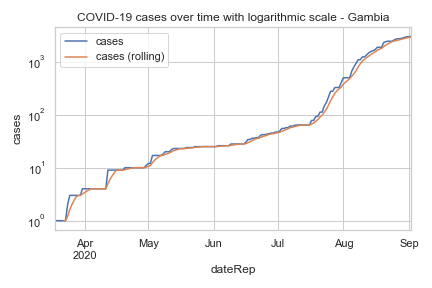 COVID-19 cases over time with logarithmic scale - Gambia
cases
cases (rolling)
10³
10²
10¹
10⁰
cases
Apr
2020
May
Jun
Jul
Aug
Sep
dateRep